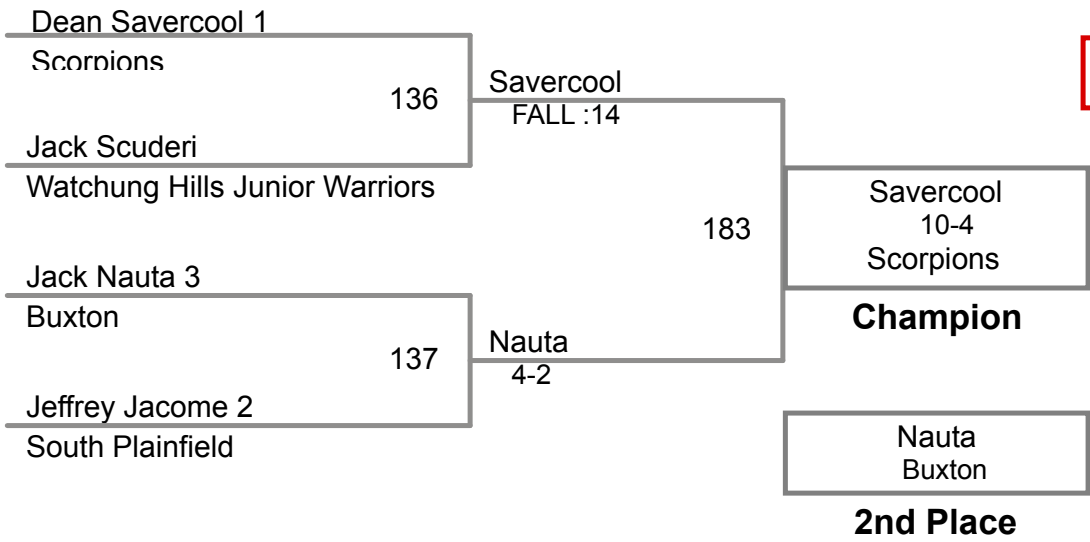 Dean Savercool 1
Scorpions
136
Jack Scuderi
Watchung Hills Junior Warriors
Savercool
FALL :14
Jack Nauta 3
Buxton
137
Jeffrey Jacome 2
South Plainfield
Nauta
4-2
183
Savercool
10-4
Scorpions
Champion
Nauta
Buxton
2nd Place